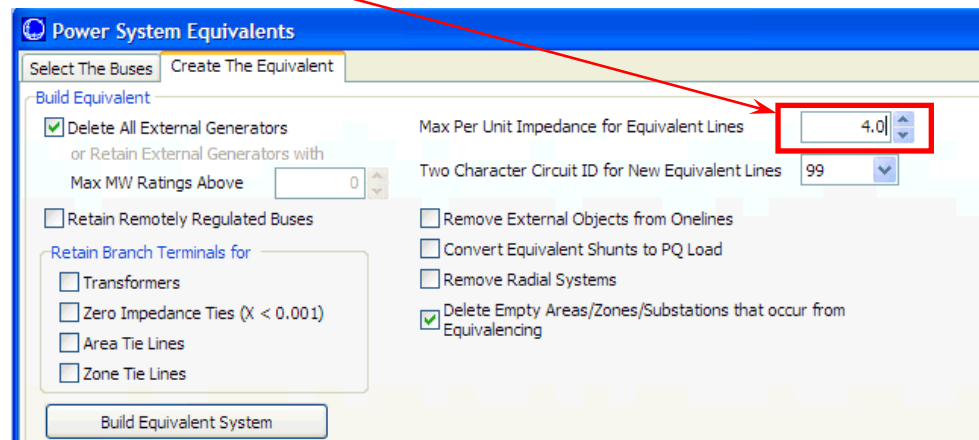 Power System Equivalents
Select The Buses
Create The Equivalent
Build Equivalent
Delete All External Generators
or Retain External Generators with
Max MW Ratings Above 0
Retain Remotely Regulated Buses
Retain Branch Terminals for
Transformers
Zero Impedance Ties (X < 0.001)
Area Tie Lines
Zone Tie Lines
Build Equivalent System
Max Per Unit Impedance for Equivalent Lines 4.0
Two Character Circuit ID for New Equivalent Lines 99
Remove External Objects from Onelines
Convert Equivalent Shunts to PQ Load
Remove Radial Systems
Delete Empty Areas/Zones/Substations that occur from
Equivalencing